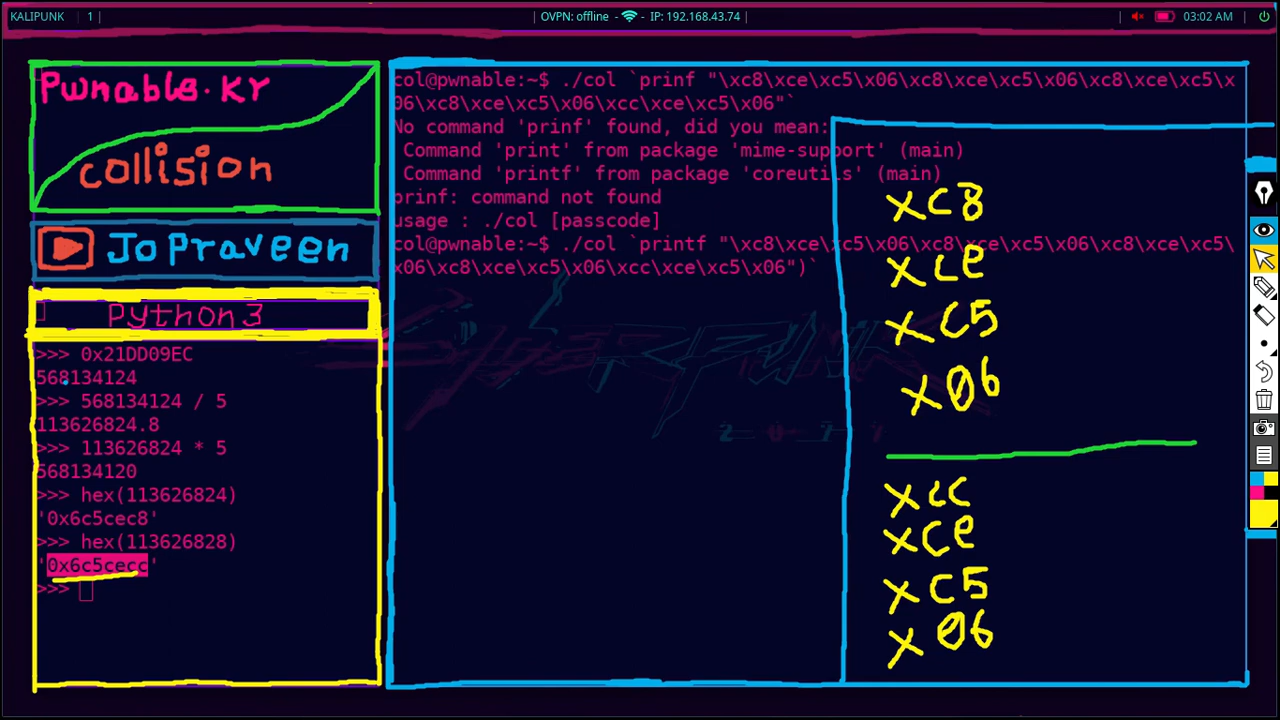 KALIPUNK 1 OVPN: offline - - IP: 192.168.43.74 03:02 AM
Pwnable.Kr
collision
Jo Praveen
Python3
>>> 0x21DD09EC
568134124
>>> 568134124 / 5
113626824.8
>>> 113626824 * 5
568134120
>>> hex(113626824)
'0x6c5cec8'
>>> hex(113626828)
'0x6c5cecc'
>>>
col@pwnable:~$ ./col `prinf "\xc8\xce\xc5\x06\xc8\xce\xc5\x06\xc8\xce\xc5\x
06\xc8\xce\xc5\x06\xcc\xce\xc5\x06"`
No command 'prinf' found, did you mean:
Command 'print' from package 'mime-support' (main)
Command 'printf' from package 'coreutils' (main)
prinf: command not found
usage : ./col [passcode]
col@pwnable:~$ ./col `printf "\xc8\xce\xc5\x06\xc8\xce\xc5\x06\xc8\xce\xc5\
x06\xc8\xce\xc5\x06\xcc\xce\xc5\x06")`
xc8
xce
xc5
x06
xcc
xce
xc5
x06
CYBERPUNK
2077